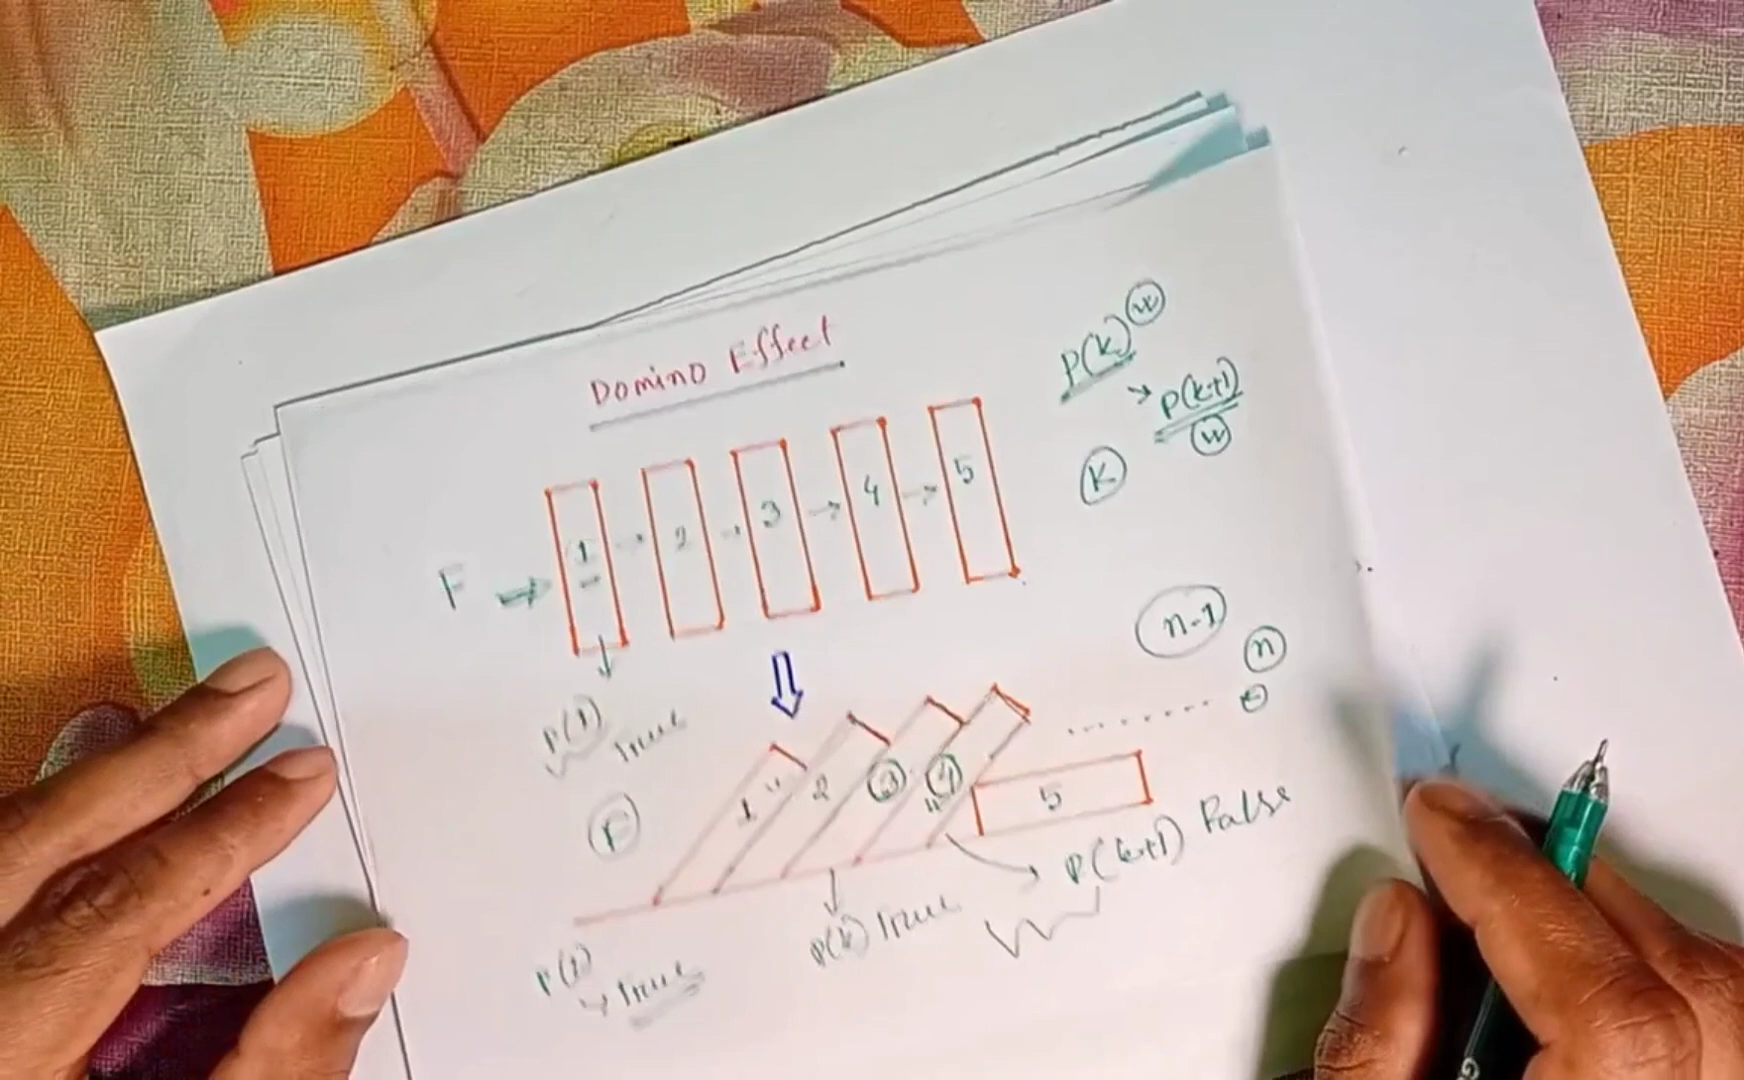 Domino Effect
P(k) w
→ P(k+1)
w
K
F → 1 → 2 → 3 → 4 → 5
n-1
n
P(1) True
1 2 3 4 5
F
P(k+1) False
P(k) True
P(1)
→ True